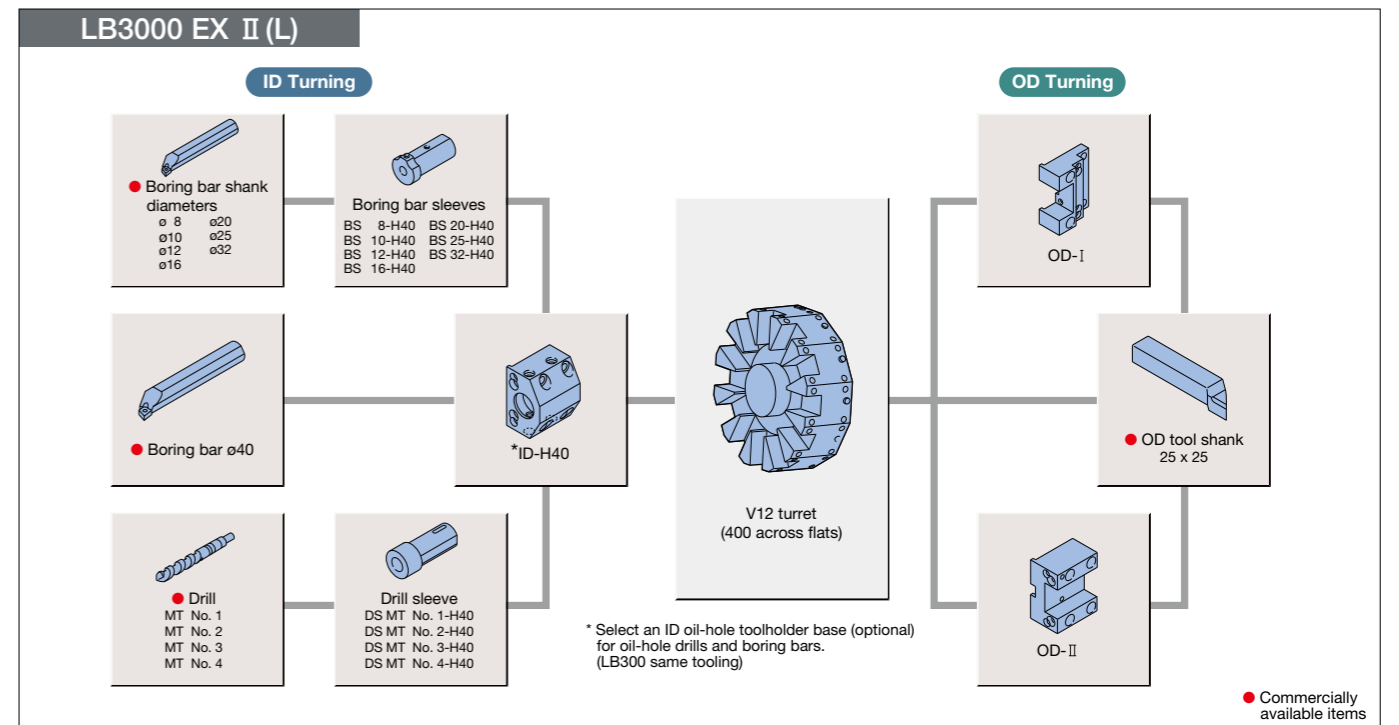 LB3000 EX Ⅱ (L)
ID Turning
OD Turning
● Boring bar shank
diameters
ø 8 ø20
ø10 ø25
ø12 ø32
ø16
Boring bar sleeves
BS 8-H40 BS 20-H40
BS 10-H40 BS 25-H40
BS 12-H40 BS 32-H40
BS 16-H40
OD-Ⅰ
● Boring bar ø40
*ID-H40
V12 turret
(400 across flats)
● OD tool shank
25 x 25
● Drill
MT No. 1
MT No. 2
MT No. 3
MT No. 4
Drill sleeve
DS MT No. 1-H40
DS MT No. 2-H40
DS MT No. 3-H40
DS MT No. 4-H40
* Select an ID oil-hole toolholder base (optional)
for oil-hole drills and boring bars.
(LB300 same tooling)
OD-Ⅱ
● Commercially
available items